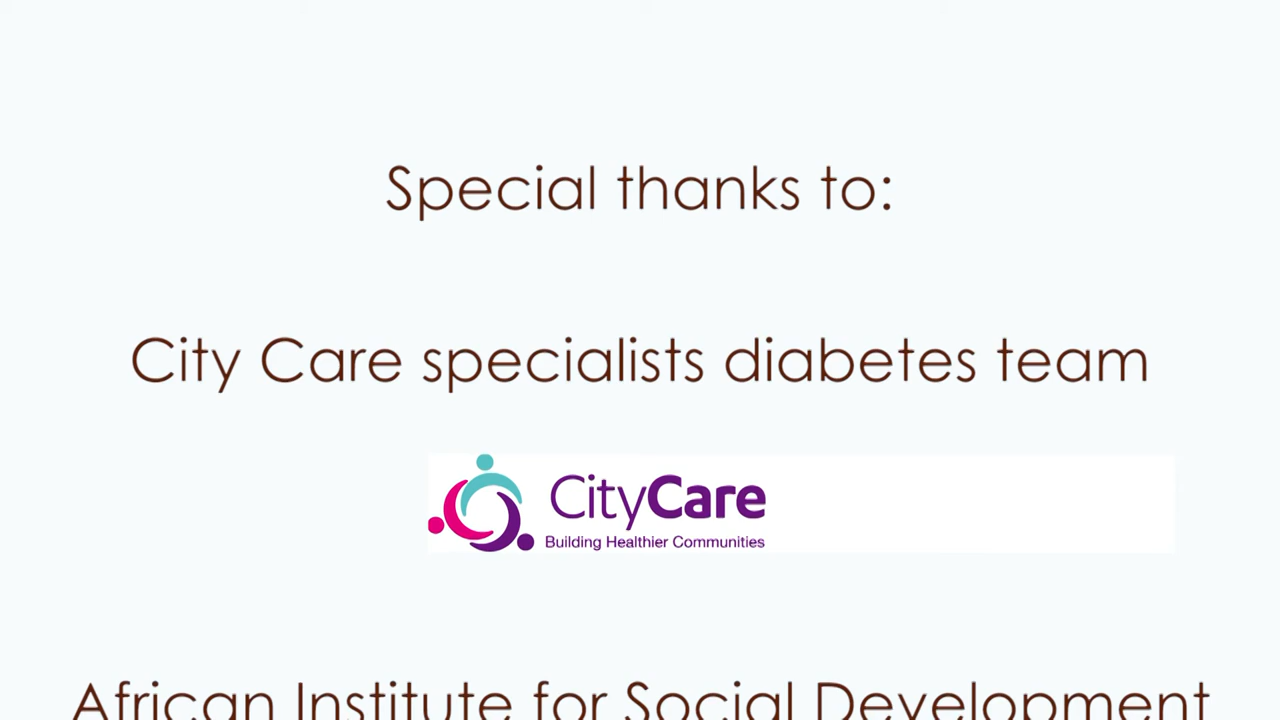 Special thanks to:
City Care specialists diabetes team
CityCare
Building Healthier Communities
African Institute for Social Development